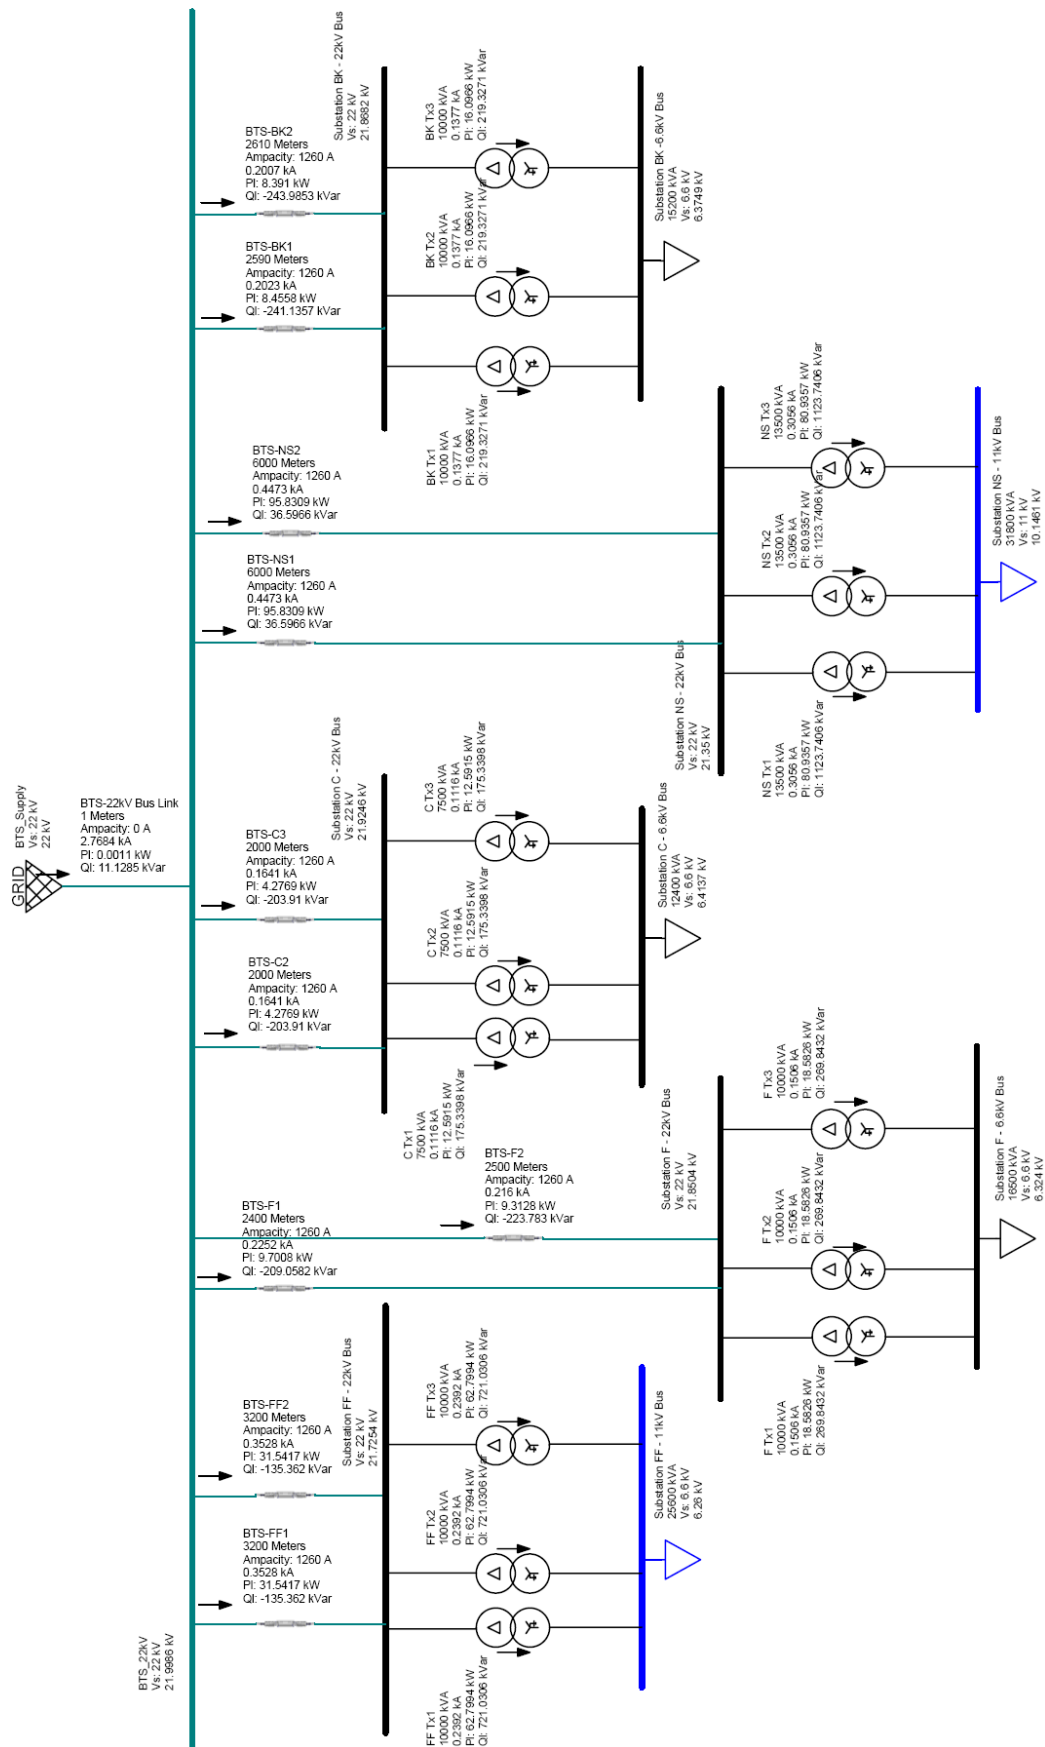 GRID
BTS_Supply
Vs: 22 kV
22 kV
BTS-22kV Bus Link
1 Meters
Ampacity: 0 A
2.7684 kA
Pl: 0.0011 kW
Ql: 11.1285 kVar
BTS_22kV
Vs: 22 kV
21.9986 kV
BTS-BK2
2610 Meters
Ampacity: 1260 A
0.2007 kA
Pl: 8.391 kW
Ql: -243.9853 kVar
BTS-BK1
2590 Meters
Ampacity: 1260 A
0.2023 kA
Pl: 8.4558 kW
Ql: -241.1357 kVar
Substation BK - 22kV Bus
Vs: 22 kV
21.8682 kV
BK Tx3
10000 kVA
0.1377 kA
Pl: 16.0966 kW
Ql: 219.3271 kVar
BK Tx2
10000 kVA
0.1377 kA
Pl: 16.0966 kW
Ql: 219.3271 kVar
BK Tx1
10000 kVA
0.1377 kA
Pl: 16.0966 kW
Ql: 219.3271 kVar
Substation BK -6.6kV Bus
15200 kVA
Vs: 6.6 kV
6.3749 kV
BTS-NS2
6000 Meters
Ampacity: 1260 A
0.4473 kA
Pl: 95.8309 kW
Ql: 36.5966 kVar
BTS-NS1
6000 Meters
Ampacity: 1260 A
0.4473 kA
Pl: 95.8309 kW
Ql: 36.5966 kVar
Substation NS - 22kV Bus
Vs: 22 kV
21.35 kV
NS Tx3
13500 kVA
0.3056 kA
Pl: 80.9357 kW
Ql: 1123.7406 kVar
NS Tx2
13500 kVA
0.3056 kA
Pl: 80.9357 kW
Ql: 1123.7406 kVar
NS Tx1
13500 kVA
0.3056 kA
Pl: 80.9357 kW
Ql: 1123.7406 kVar
Substation NS - 11kV Bus
31800 kVA
Vs: 11 kV
10.1461 kV
BTS-C3
2000 Meters
Ampacity: 1260 A
0.1641 kA
Pl: 4.2769 kW
Ql: -203.91 kVar
BTS-C2
2000 Meters
Ampacity: 1260 A
0.1641 kA
Pl: 4.2769 kW
Ql: -203.91 kVar
Substation C - 22kV Bus
Vs: 22 kV
21.9246 kV
C Tx3
7500 kVA
0.1116 kA
Pl: 12.5915 kW
Ql: 175.3398 kVar
C Tx2
7500 kVA
0.1116 kA
Pl: 12.5915 kW
Ql: 175.3398 kVar
C Tx1
7500 kVA
0.1116 kA
Pl: 12.5915 kW
Ql: 175.3398 kVar
Substation C - 6.6kV Bus
12400 kVA
Vs: 6.6 kV
6.4137 kV
BTS-F2
2500 Meters
Ampacity: 1260 A
0.216 kA
Pl: 9.3128 kW
Ql: -223.783 kVar
BTS-F1
2400 Meters
Ampacity: 1260 A
0.2252 kA
Pl: 9.7008 kW
Ql: -209.0582 kVar
Substation F - 22kV Bus
Vs: 22 kV
21.8504 kV
F Tx3
10000 kVA
0.1506 kA
Pl: 18.5826 kW
Ql: 269.8432 kVar
F Tx2
10000 kVA
0.1506 kA
Pl: 18.5826 kW
Ql: 269.8432 kVar
F Tx1
10000 kVA
0.1506 kA
Pl: 18.5826 kW
Ql: 269.8432 kVar
Substation F - 6.6kV Bus
16500 kVA
Vs: 6.6 kV
6.324 kV
BTS-FF2
3200 Meters
Ampacity: 1260 A
0.3528 kA
Pl: 31.5417 kW
Ql: -135.362 kVar
BTS-FF1
3200 Meters
Ampacity: 1260 A
0.3528 kA
Pl: 31.5417 kW
Ql: -135.362 kVar
Substation FF - 22kV Bus
Vs: 22 kV
21.7254 kV
FF Tx3
10000 kVA
0.2392 kA
Pl: 62.7994 kW
Ql: 721.0306 kVar
FF Tx2
10000 kVA
0.2392 kA
Pl: 62.7994 kW
Ql: 721.0306 kVar
FF Tx1
10000 kVA
0.2392 kA
Pl: 62.7994 kW
Ql: 721.0306 kVar
Substation FF - 11kV Bus
25600 kVA
Vs: 6.6 kV
6.26 kV